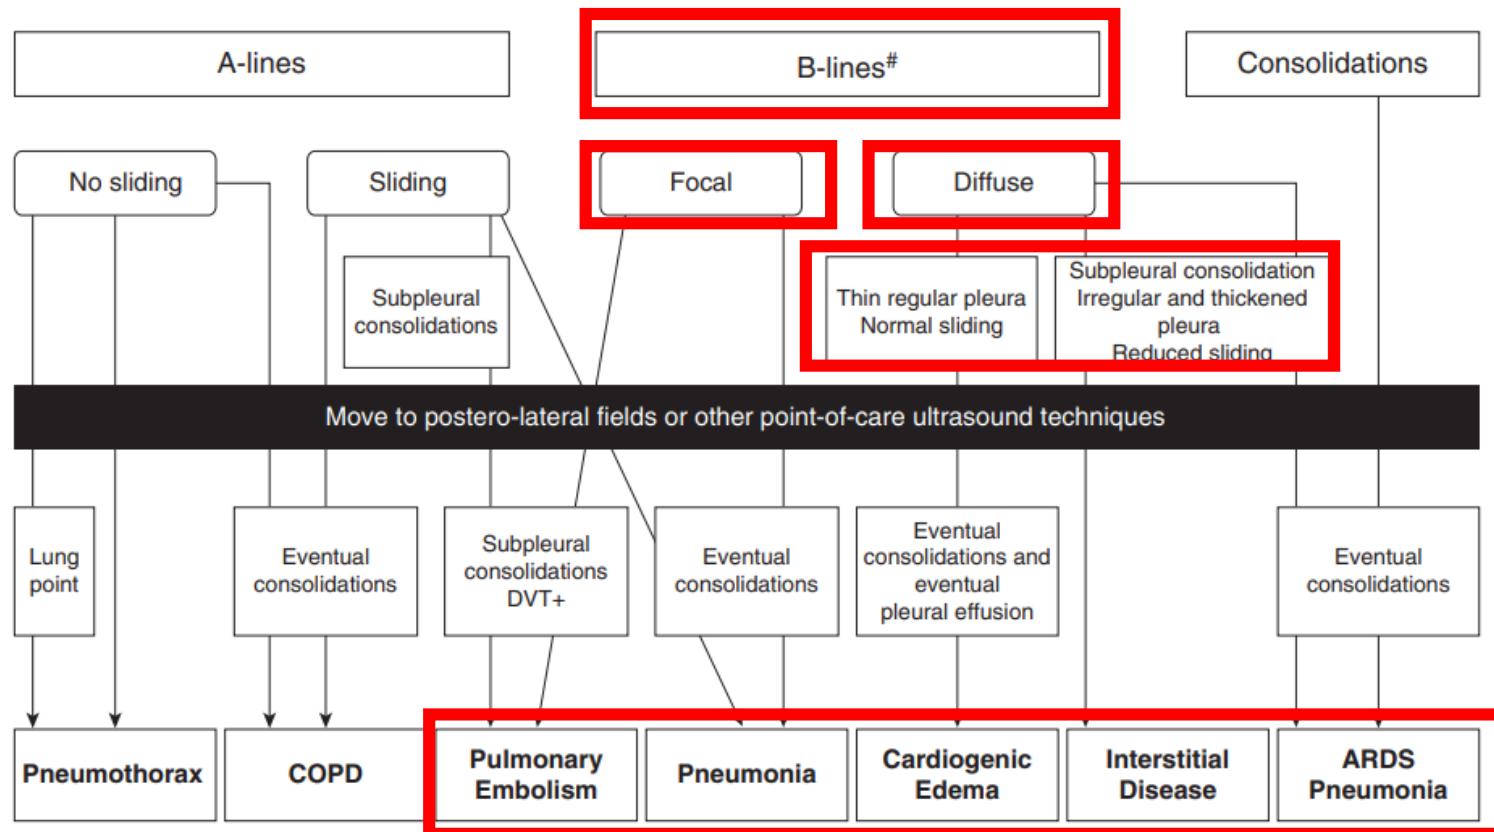 A-lines
B-lines#
Consolidations
No sliding
Sliding
Focal
Diffuse
Subpleural
consolidations
Thin regular pleura
Normal sliding
Subpleural consolidation
Irregular and thickened
pleura
Reduced sliding
Move to postero-lateral fields or other point-of-care ultrasound techniques
Lung
point
Eventual
consolidations
Subpleural
consolidations
DVT+
Eventual
consolidations
Eventual
consolidations and
eventual
pleural effusion
Eventual
consolidations
Pneumothorax
COPD
Pulmonary
Embolism
Pneumonia
Cardiogenic
Edema
Interstitial
Disease
ARDS
Pneumonia